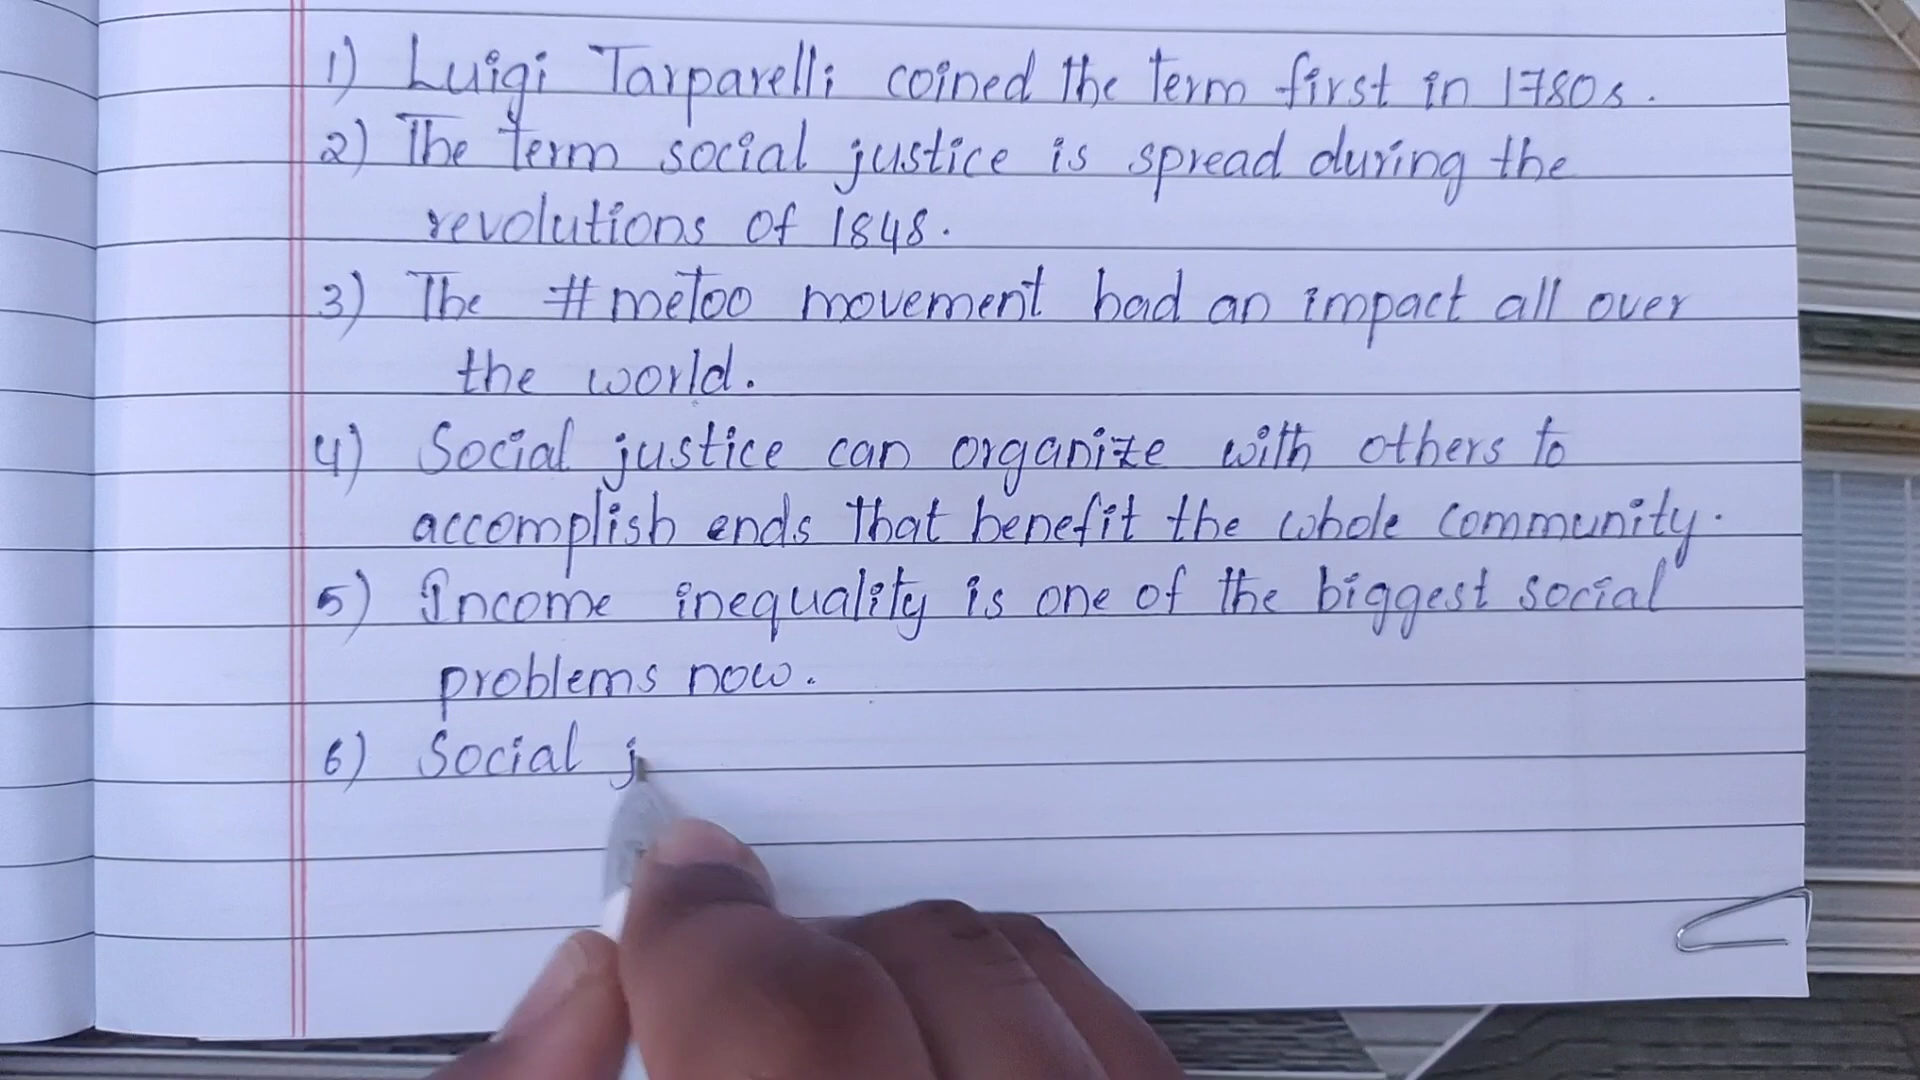 1) Luigi Tarparelli coined the term first in 1780s.
2) The term social justice is spread during the
revolutions of 1848.
3) The #metoo movement had an impact all over
the world.
4) Social justice can organize with others to
accomplish ends that benefit the whole community.
5) Income inequality is one of the biggest social
problems now.
6) Social j